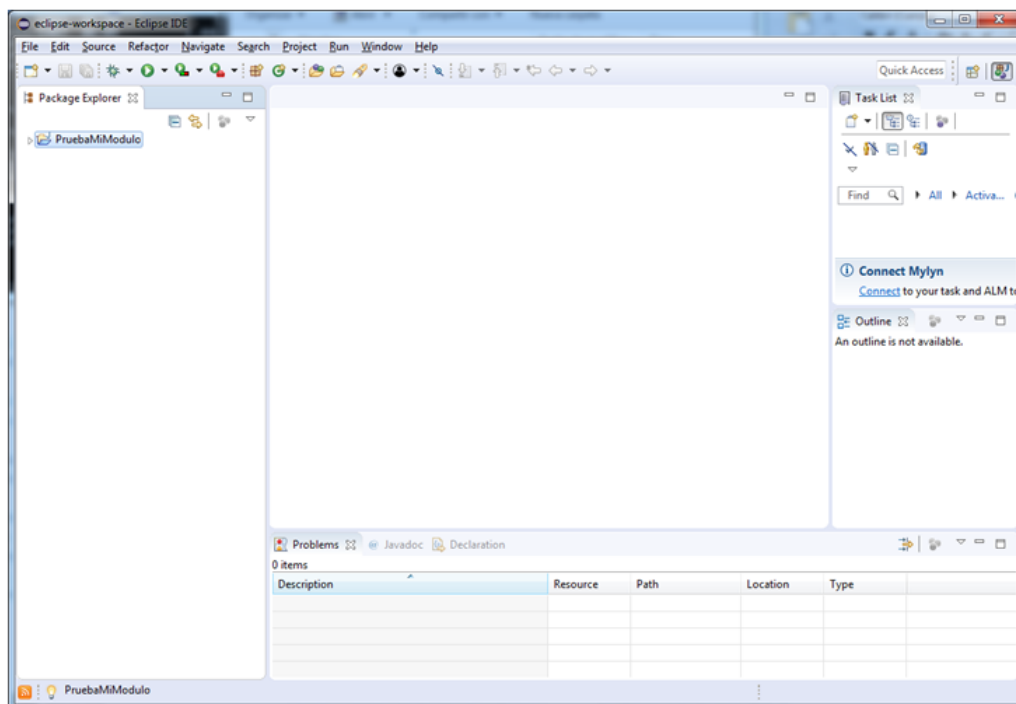 eclipse-workspace - Eclipse IDE
File Edit Source Refactor Navigate Search Project Run Window Help
Quick Access
Package Explorer
Task List
PruebaMiModulo
Find All Activa...
Connect Mylyn
Connect to your task and ALM to
Outline
An outline is not available.
Problems Javadoc Declaration
0 items
Description Resource Path Location Type
PruebaMiModulo